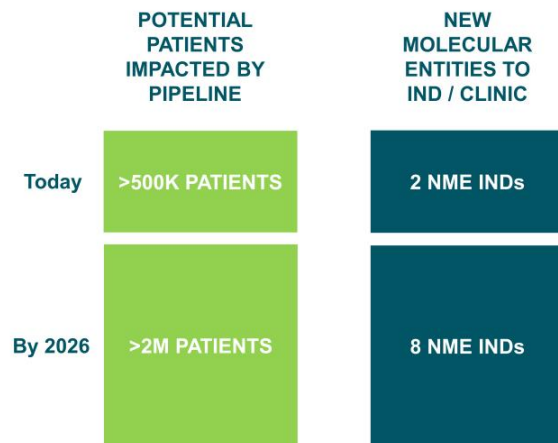 POTENTIAL
PATIENTS
IMPACTED BY
PIPELINE
NEW
MOLECULAR
ENTITIES TO
IND / CLINIC
Today
>500K PATIENTS
2 NME INDs
By 2026
>2M PATIENTS
8 NME INDs